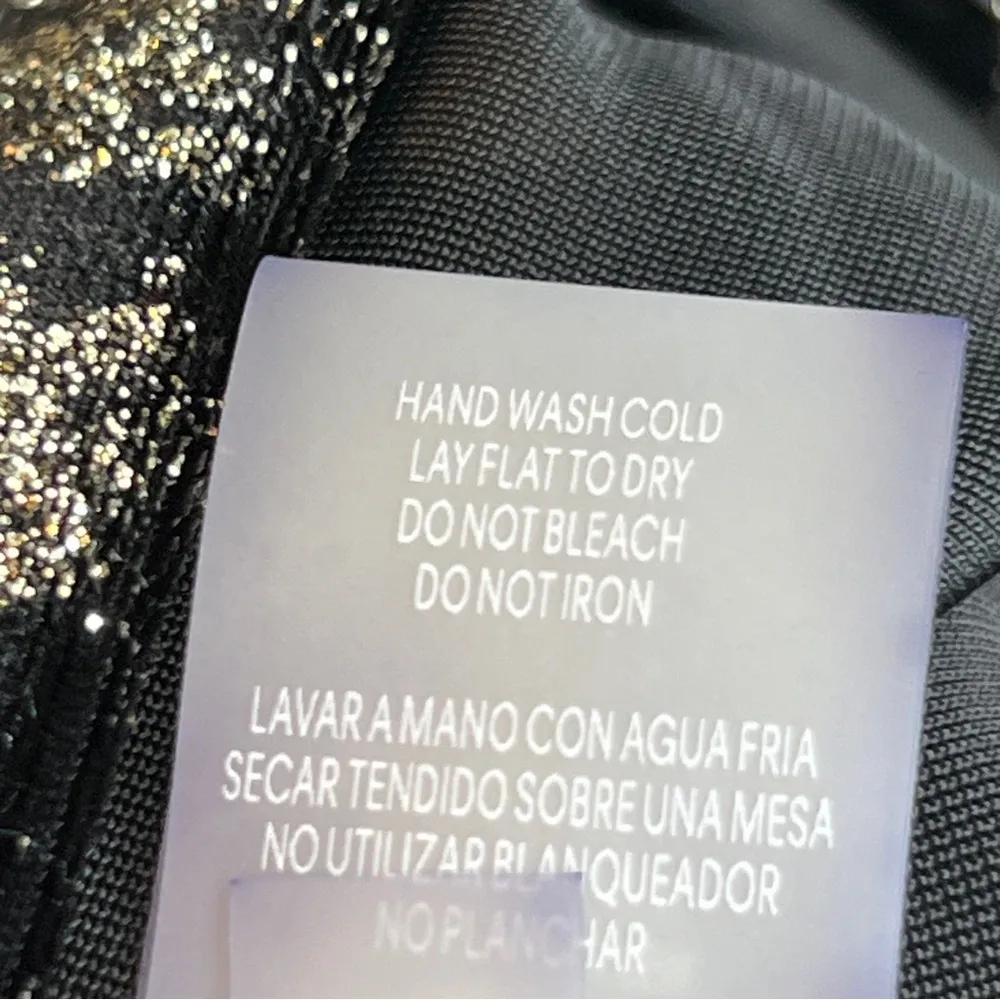 HAND WASH COLD
LAY FLAT TO DRY
DO NOT BLEACH
DO NOT IRON
LAVAR A MANO CON AGUA FRIA
SECAR TENDIDO SOBRE UNA MESA
NO UTILIZAR BLANQUEADOR
NO PLANCHAR